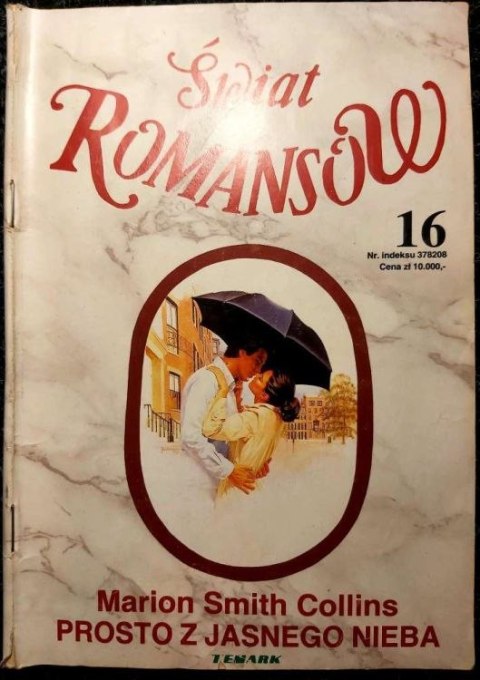 Świat
ROMANSÓW
16
Nr. indeksu 378208
Cena zł 10.000,-
Marion Smith Collins
PROSTO Z JASNEGO NIEBA
TEMARK